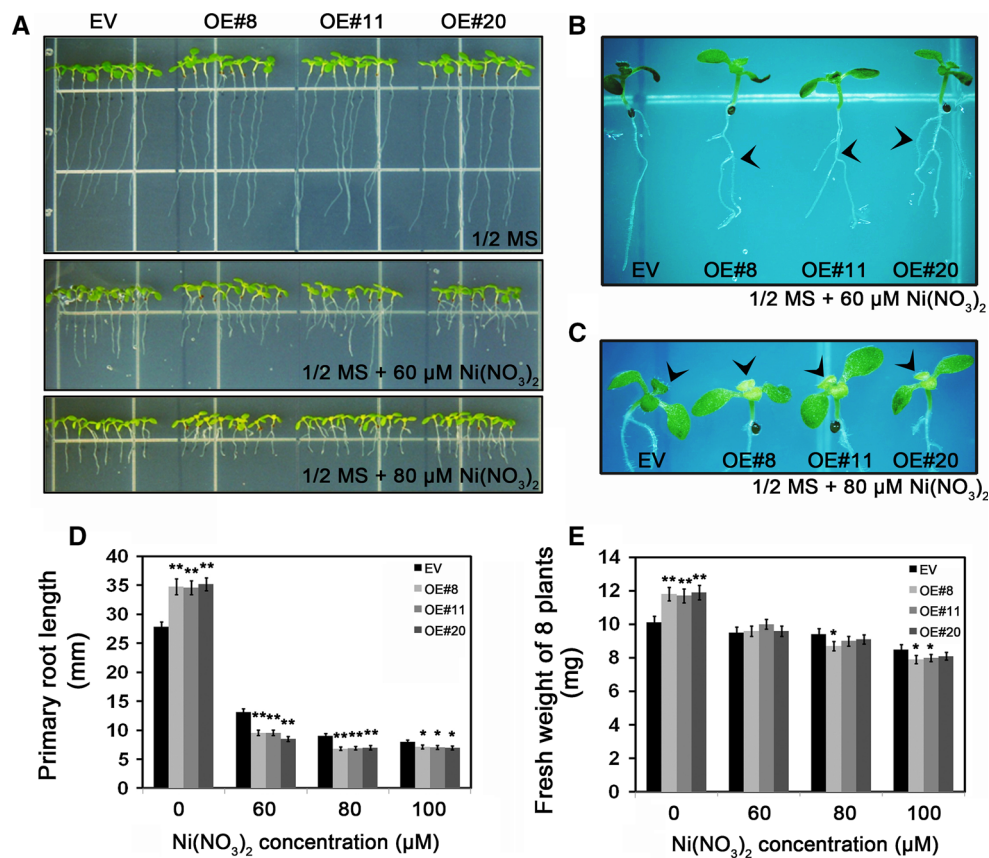 A
EV OE#8 OE#11 OE#20
1/2 MS
1/2 MS + 60 µM Ni(NO3)2
1/2 MS + 80 µM Ni(NO3)2
B
EV OE#8 OE#11 OE#20
1/2 MS + 60 µM Ni(NO3)2
C
EV OE#8 OE#11 OE#20
1/2 MS + 80 µM Ni(NO3)2
D
Primary root length
(mm)
40
35
30
25
20
15
10
5
0
** ** **
** ** **
** ** **
* * *
EV
OE#8
OE#11
OE#20
0 60 80 100
Ni(NO3)2 concentration (µM)
E
Fresh weight of 8 plants
(mg)
14
12
10
8
6
4
2
0
** ** **
*
* *
EV
OE#8
OE#11
OE#20
0 60 80 100
Ni(NO3)2 concentration (µM)